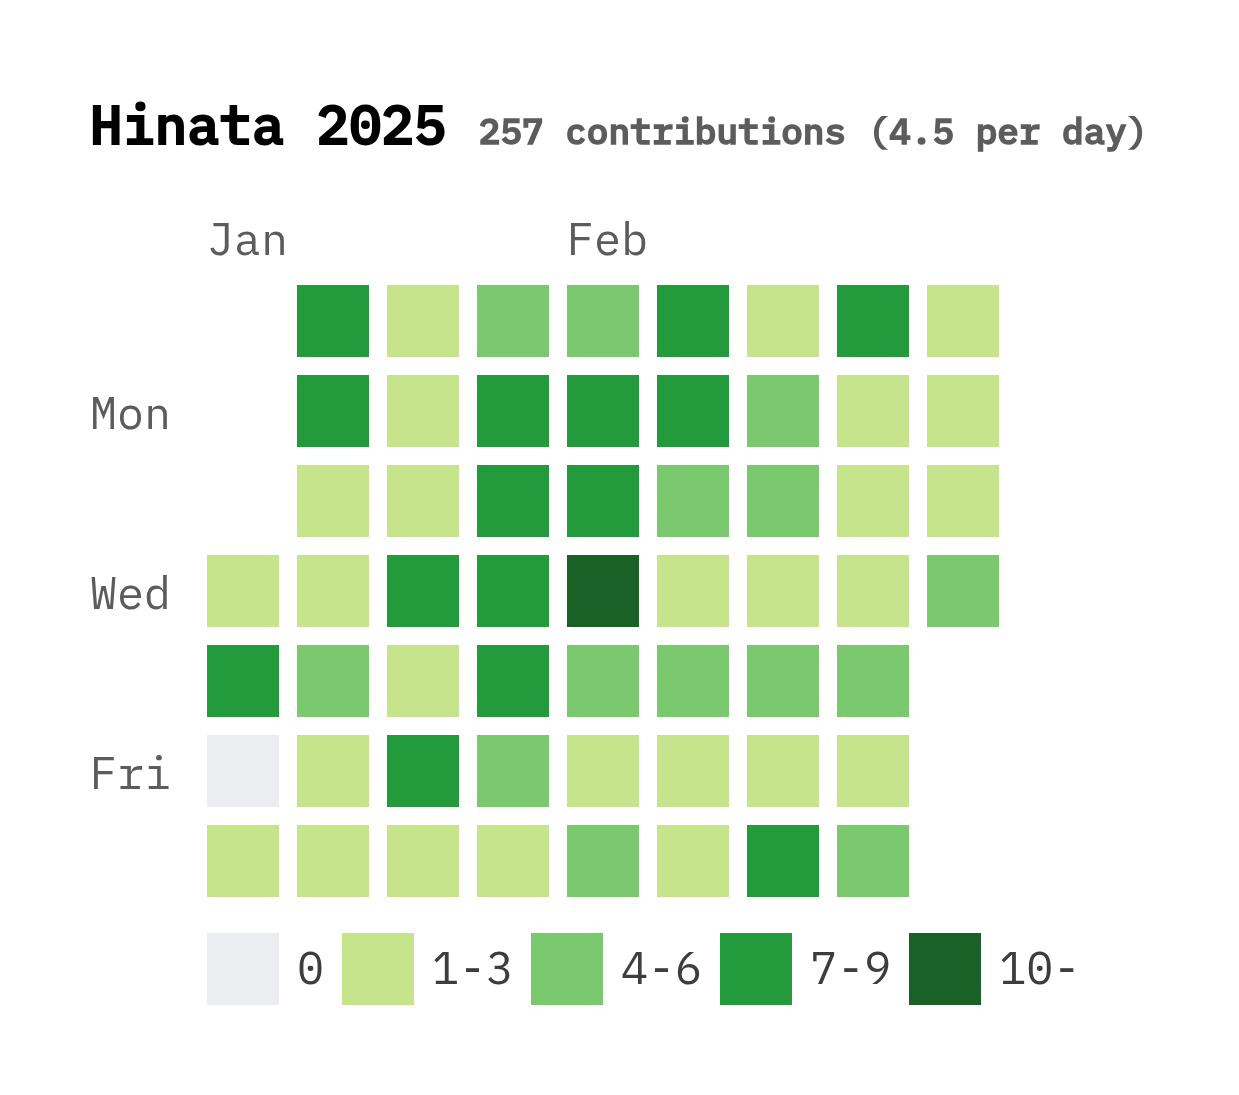 Hinata 2025 257 contributions (4.5 per day)
Jan Feb
Mon
Wed
Fri
0 1-3 4-6 7-9 10-